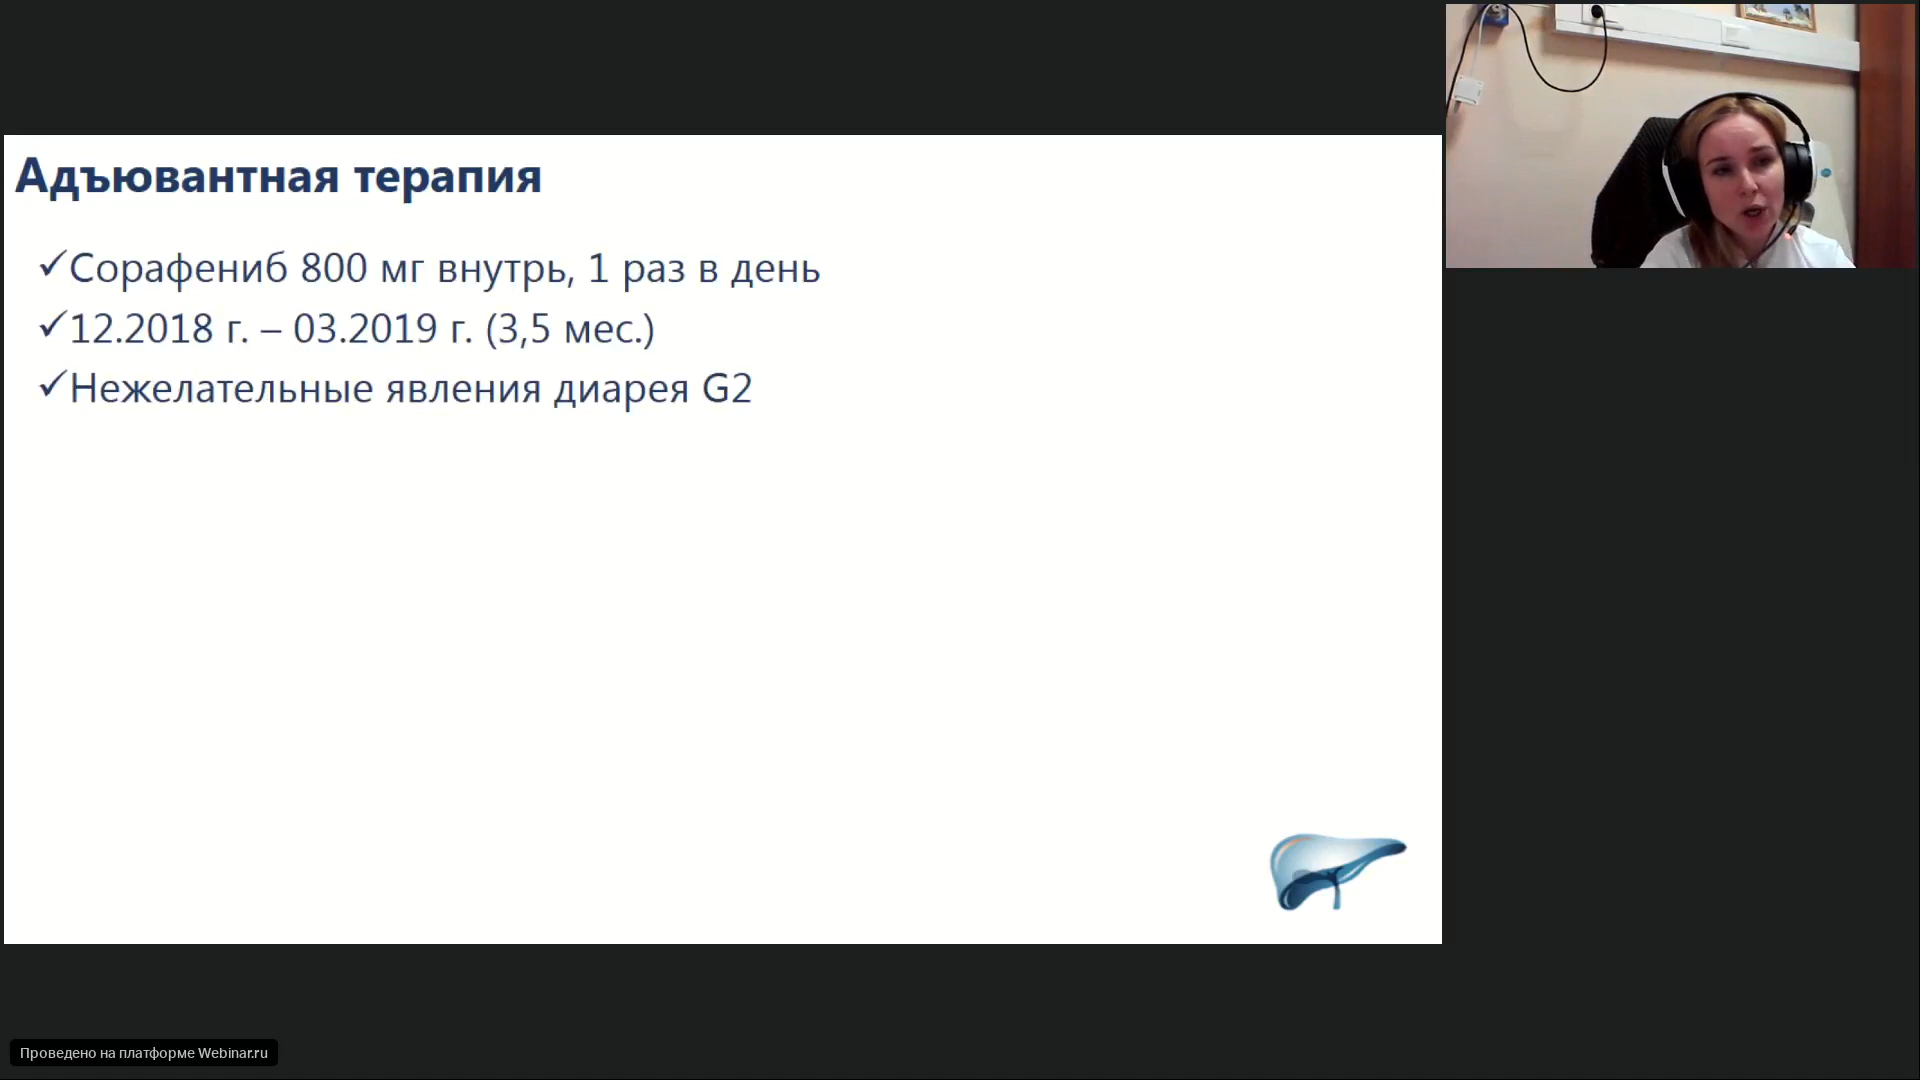 Адъювантная терапия
✓Сорафениб 800 мг внутрь, 1 раз в день
✓12.2018 г. – 03.2019 г. (3,5 мес.)
✓Нежелательные явления диарея G2
Проведено на платформе Webinar.ru